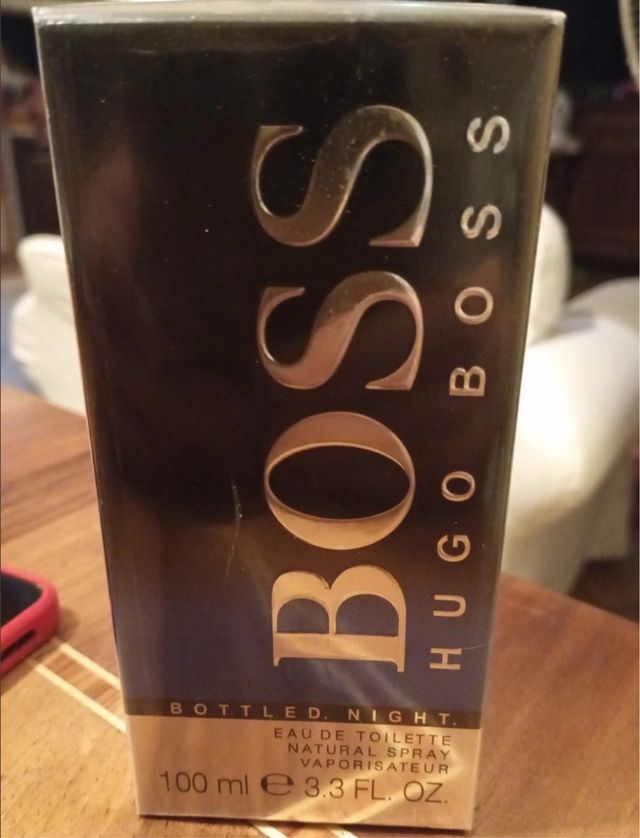 BOSS
HUGO BOSS
BOTTLED. NIGHT.
EAU DE TOILETTE
NATURAL SPRAY
VAPORISATEUR
100 ml ℮ 3.3 FL. OZ.